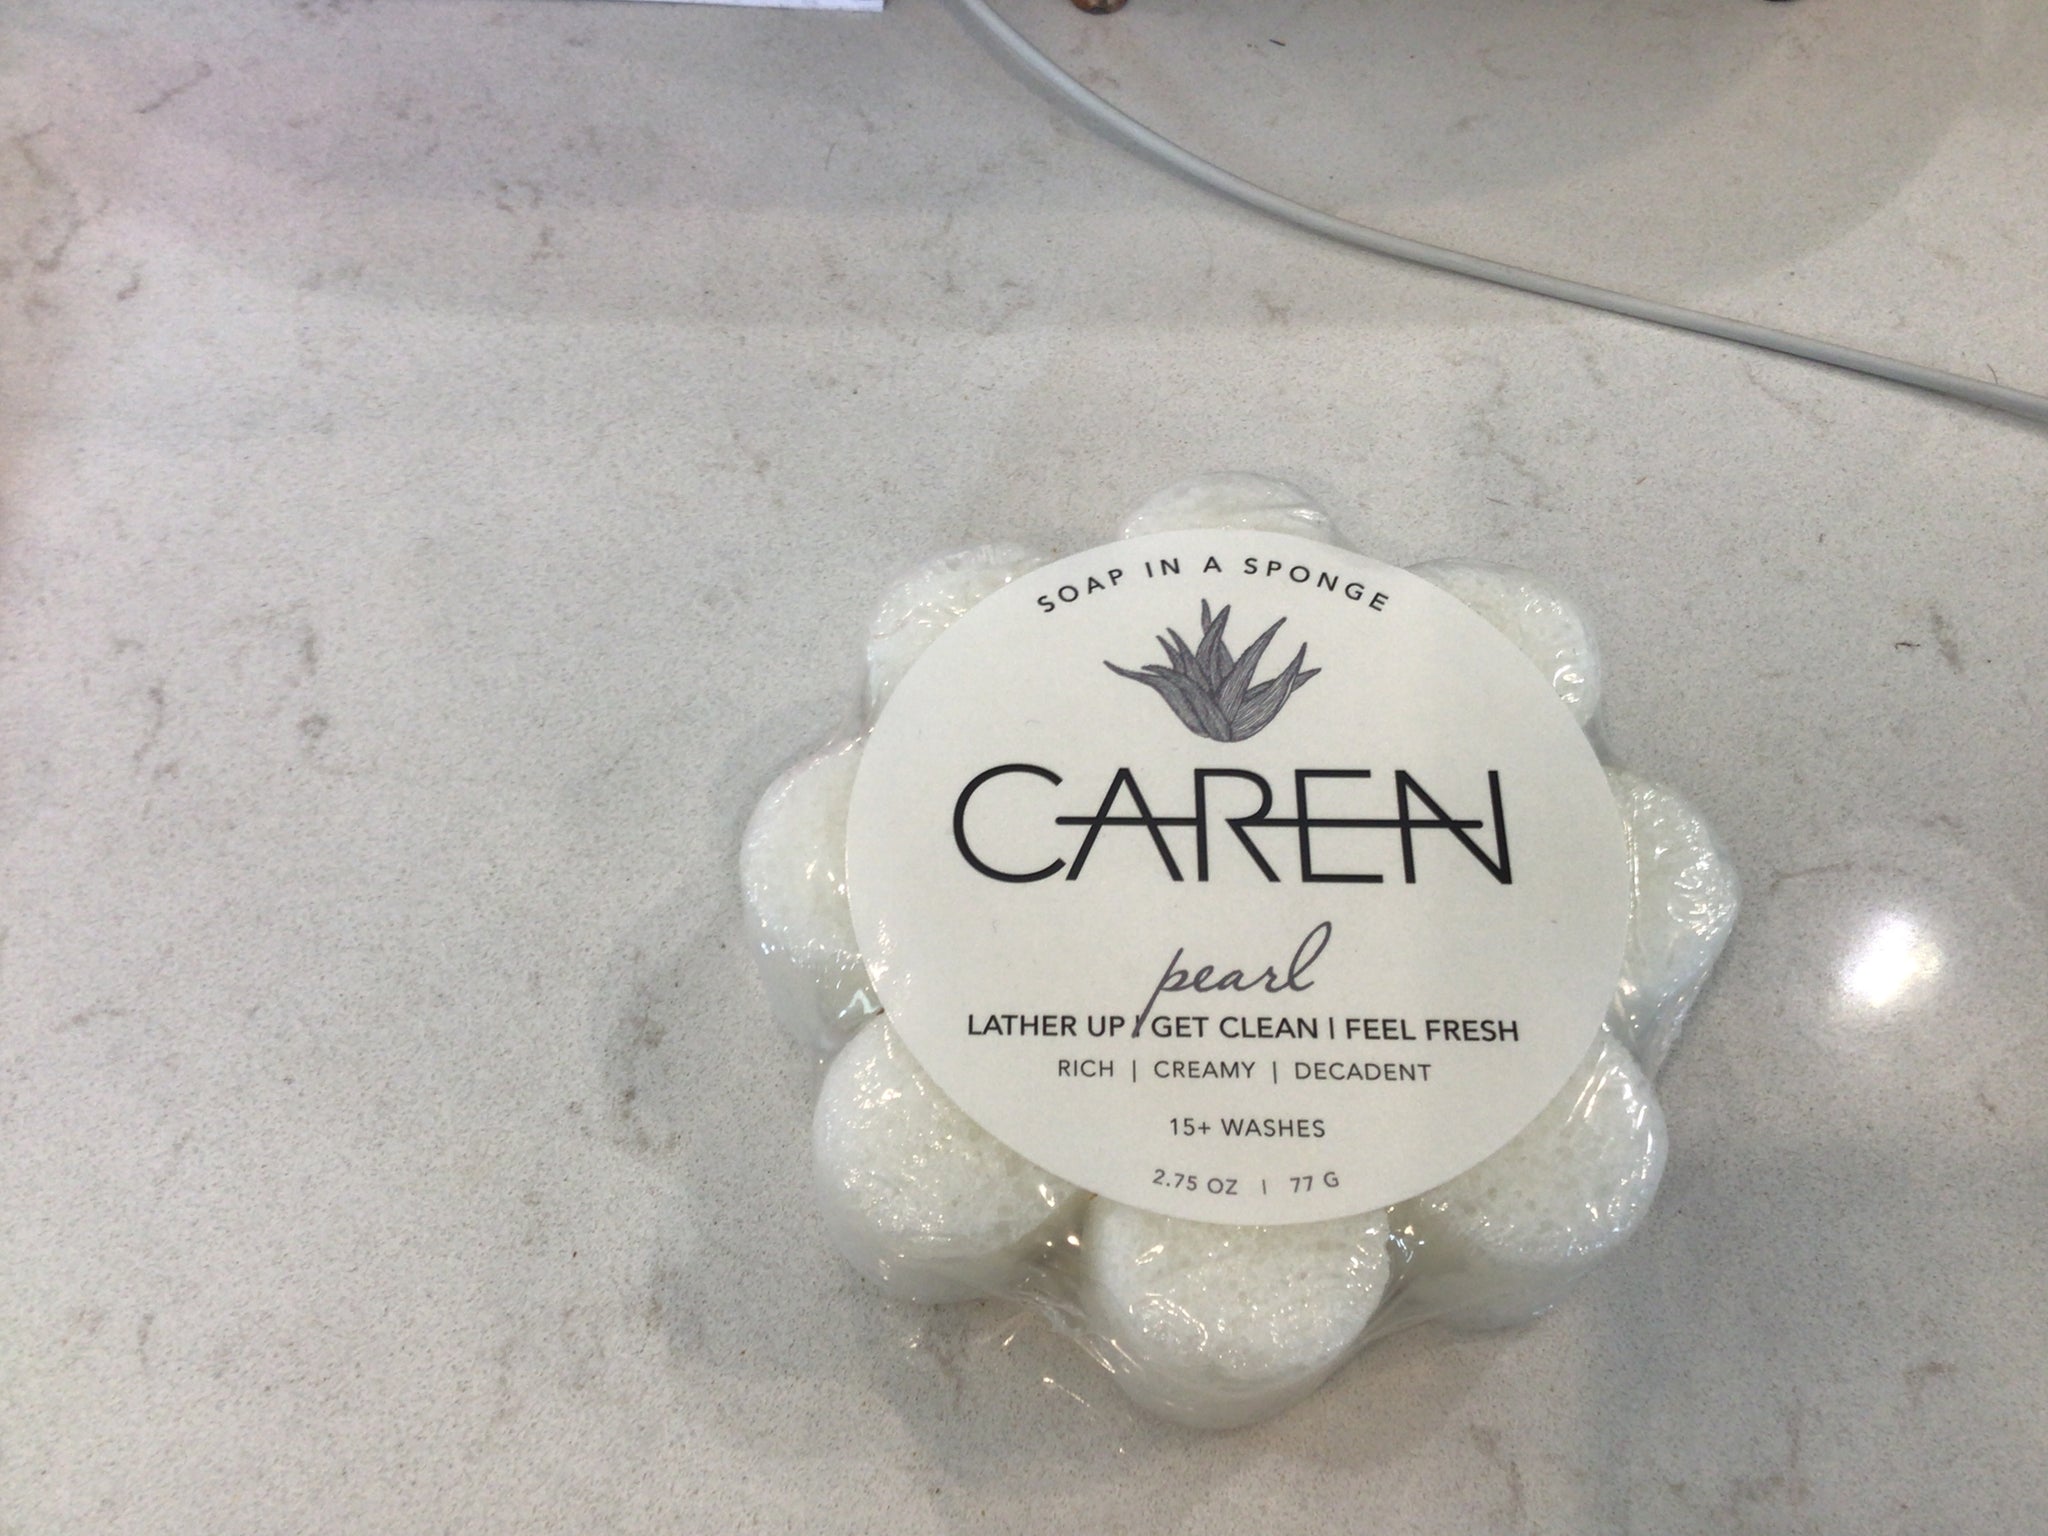 SOAP IN A SPONGE
CAREN
pearl
LATHER UP | GET CLEAN | FEEL FRESH
RICH | CREAMY | DECADENT
15+ WASHES
2.75 OZ | 77 G